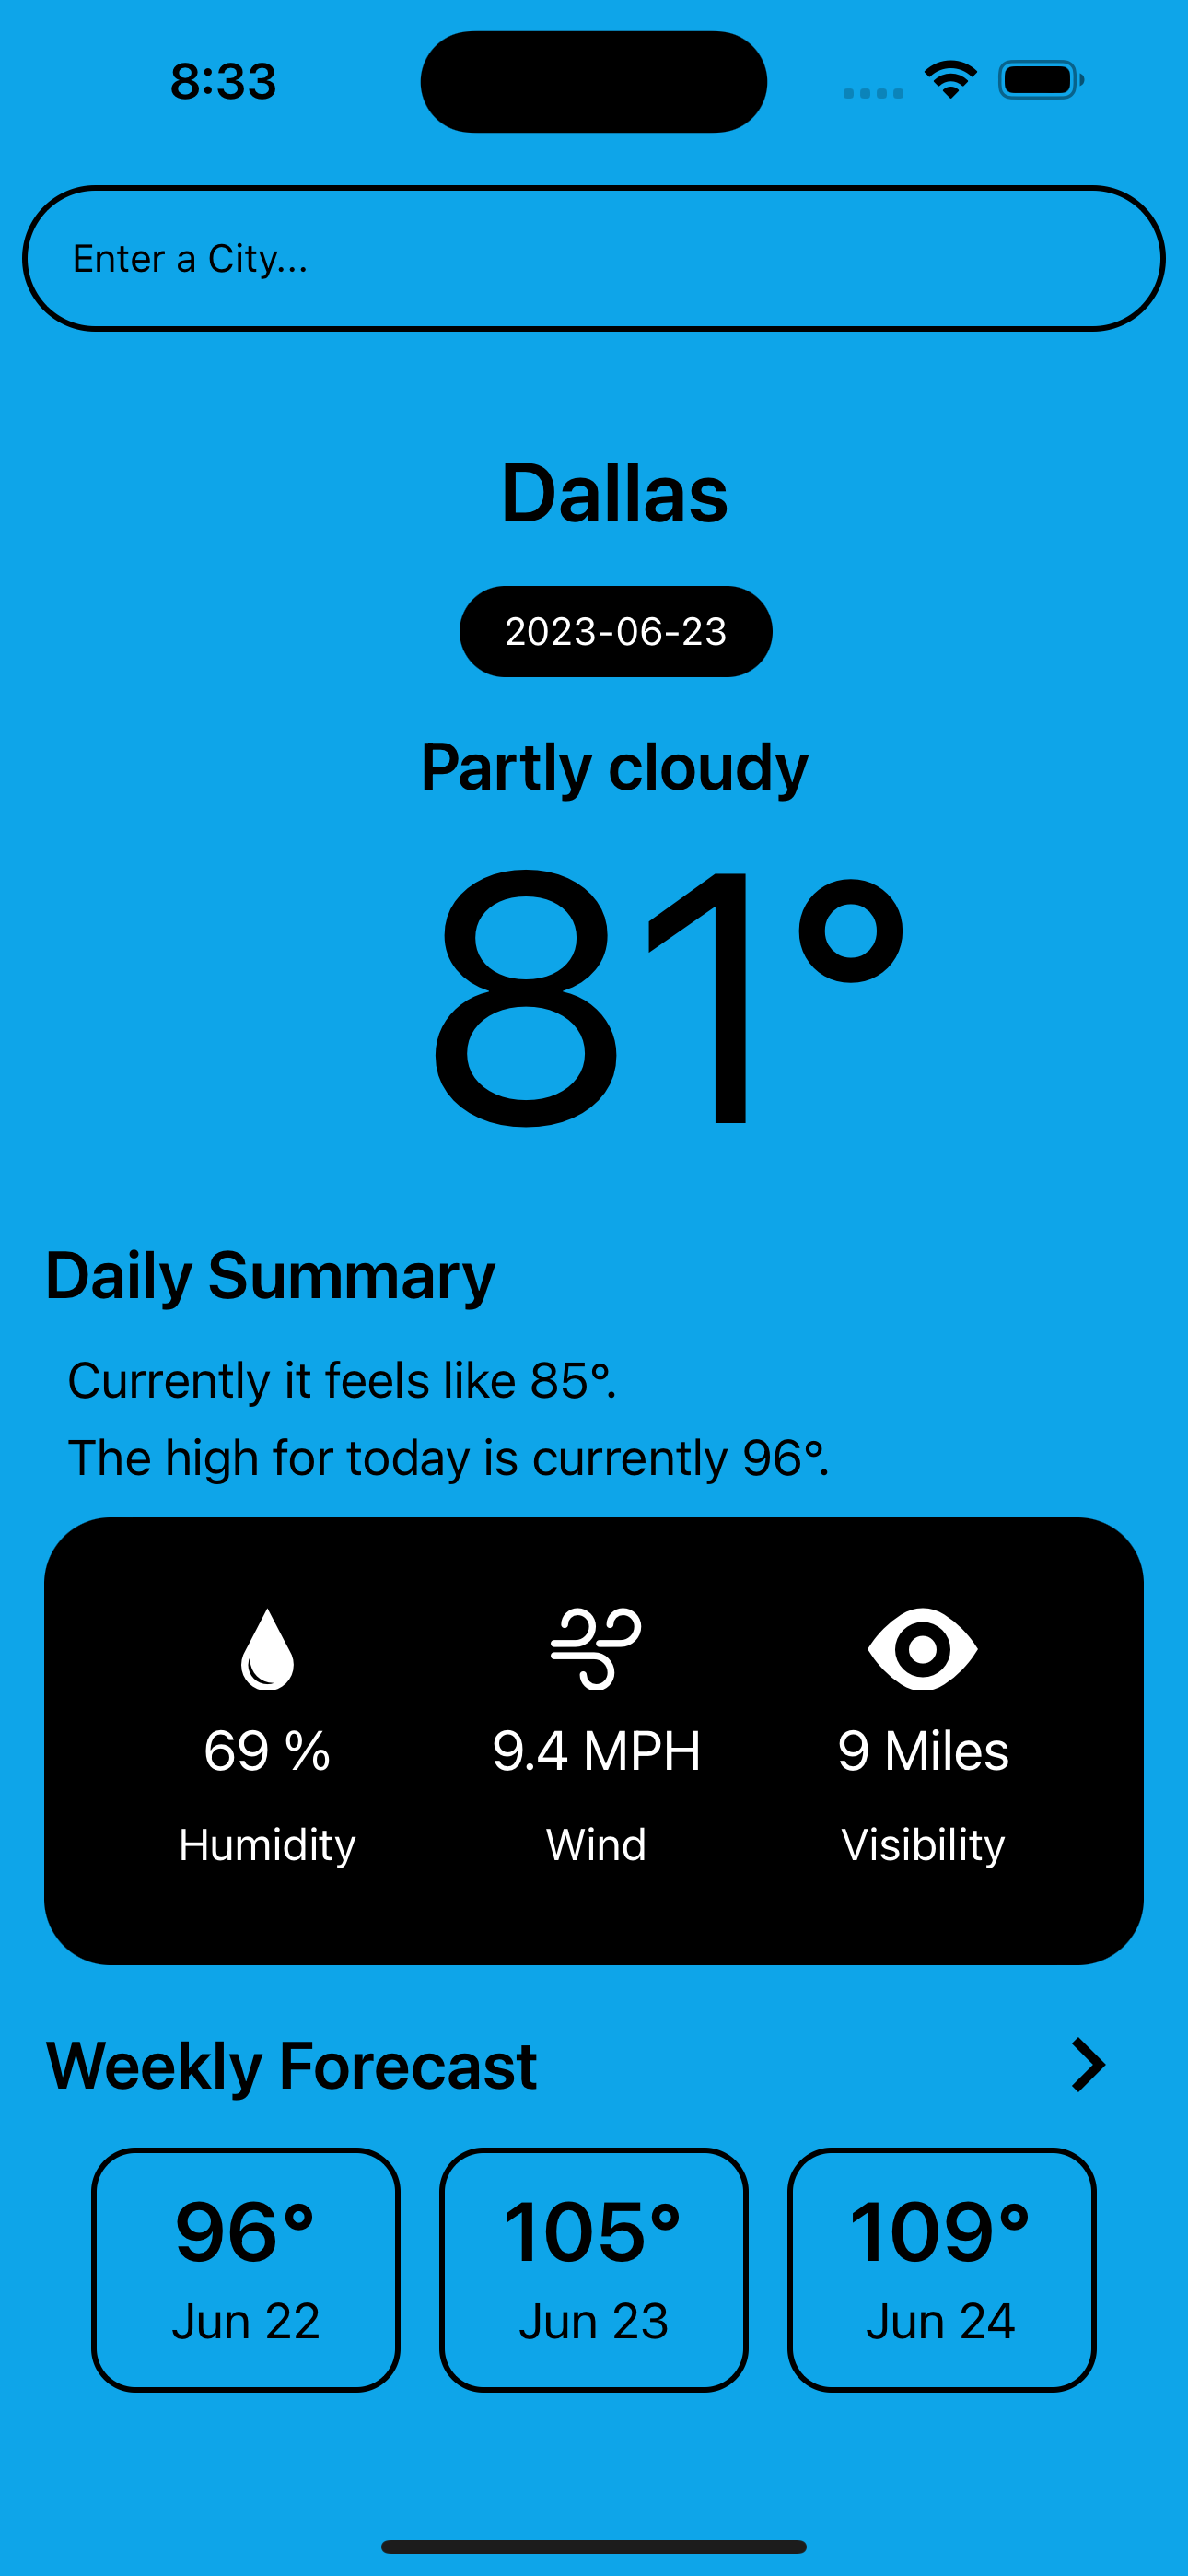 8:33
Enter a City...
Dallas
2023-06-23
Partly cloudy
81°
Daily Summary
Currently it feels like 85°.
The high for today is currently 96°.
69 % 9.4 MPH 9 Miles
Humidity Wind Visibility
Weekly Forecast
96° 105° 109°
Jun 22 Jun 23 Jun 24